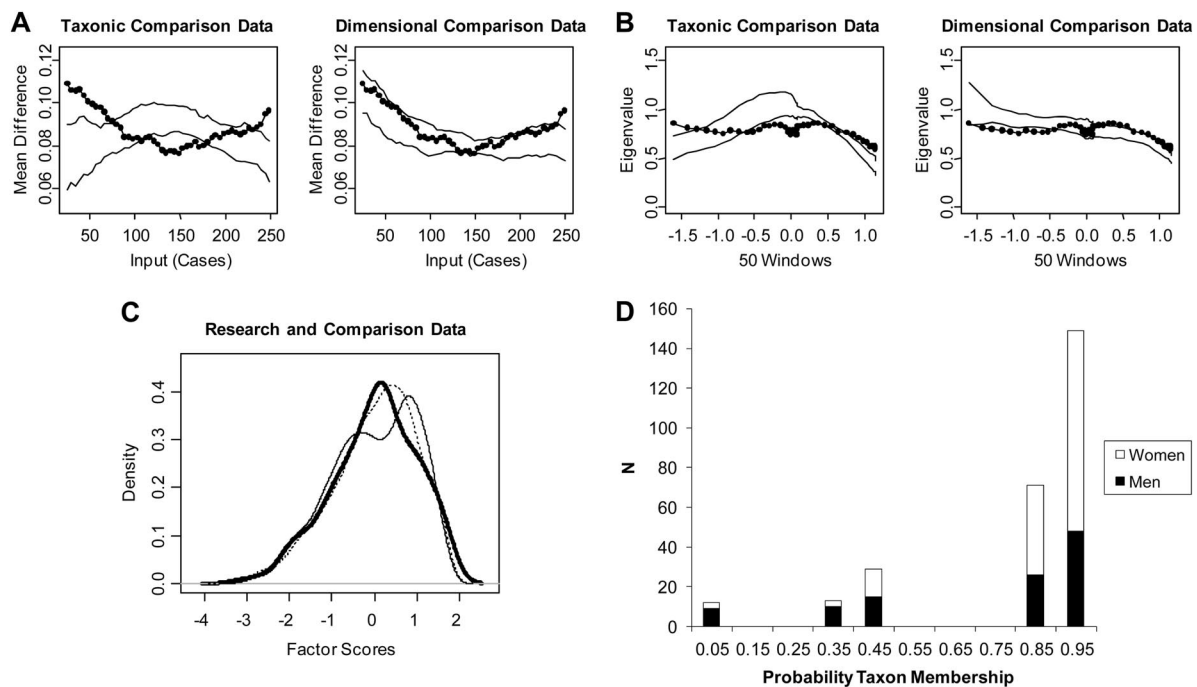 A
Taxonic Comparison Data
Mean Difference
0.06 0.08 0.10 0.12
50 100 150 200 250
Input (Cases)
Dimensional Comparison Data
Mean Difference
0.06 0.08 0.10 0.12
50 100 150 200 250
Input (Cases)
B
Taxonic Comparison Data
Eigenvalue
0.0 0.5 1.0 1.5
-1.5 -1.0 -0.5 0.0 0.5 1.0
50 Windows
Dimensional Comparison Data
Eigenvalue
0.0 0.5 1.0 1.5
-1.5 -1.0 -0.5 0.0 0.5 1.0
50 Windows
C
Research and Comparison Data
Density
0.0 0.1 0.2 0.3 0.4
-4 -3 -2 -1 0 1 2
Factor Scores
D
N
160
140
120
100
80
60
40
20
0
0.05 0.15 0.25 0.35 0.45 0.55 0.65 0.75 0.85 0.95
Probability Taxon Membership
Women
Men